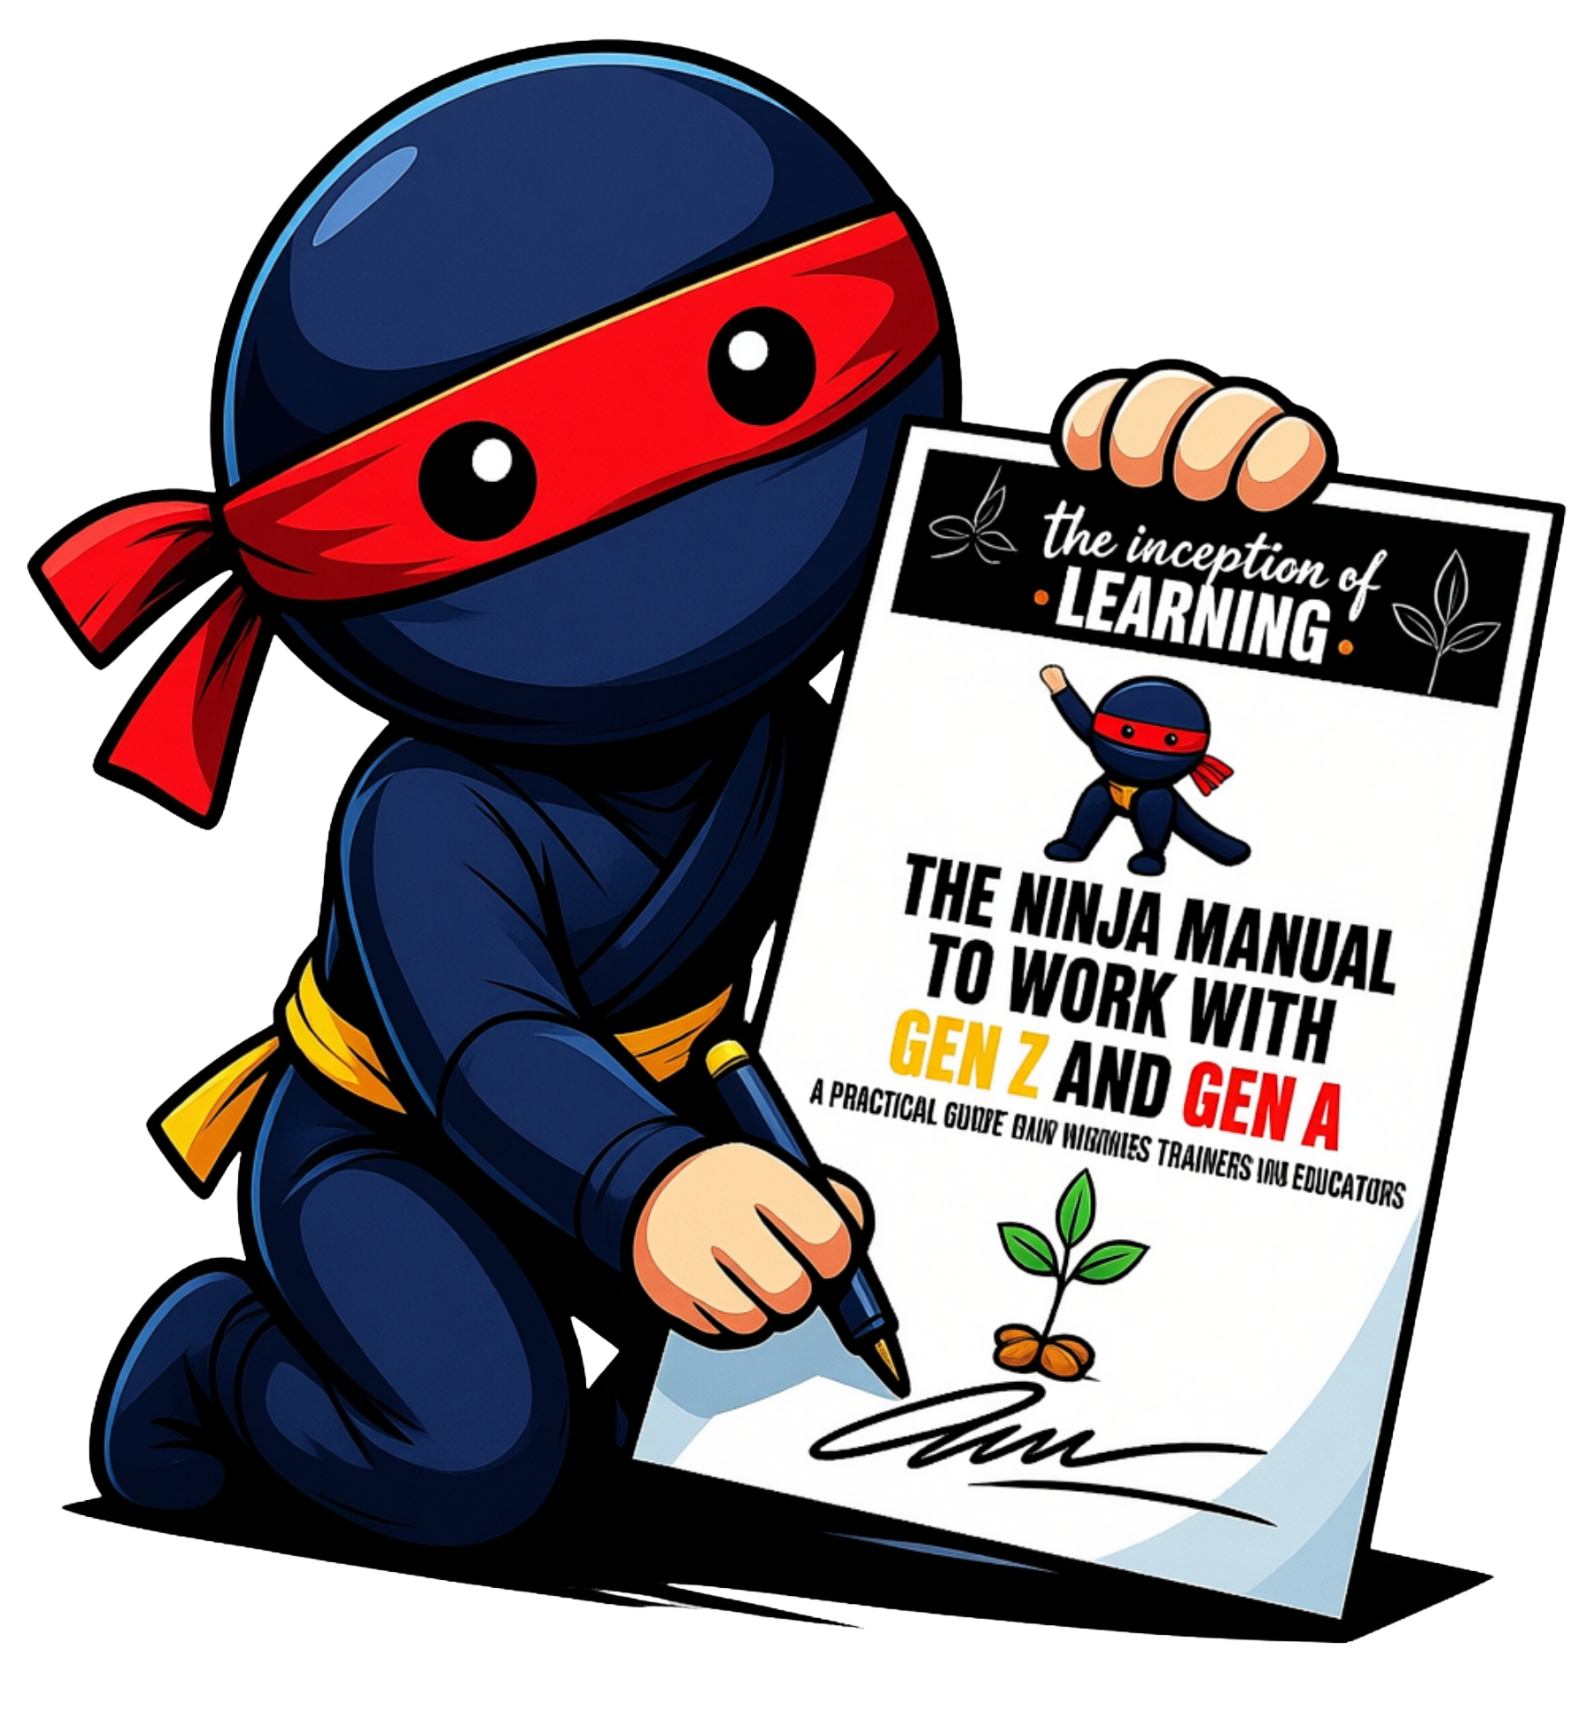 the inception of
LEARNING
THE NINJA MANUAL
TO WORK WITH
GEN Z AND GEN A
A PRACTICAL TRAINERS EDUCATORS